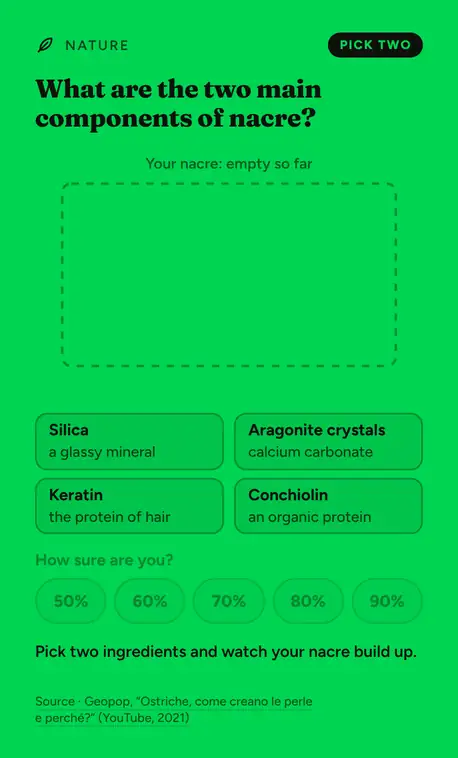 NATURE
PICK TWO
What are the two main
components of nacre?
Your nacre: empty so far
Silica
a glassy mineral
Aragonite crystals
calcium carbonate
Keratin
the protein of hair
Conchiolin
an organic protein
How sure are you?
50% 60% 70% 80% 90%
Pick two ingredients and watch your nacre build up.
Source · Geopop, "Ostriche, come creano le perle
e perché?" (YouTube, 2021)